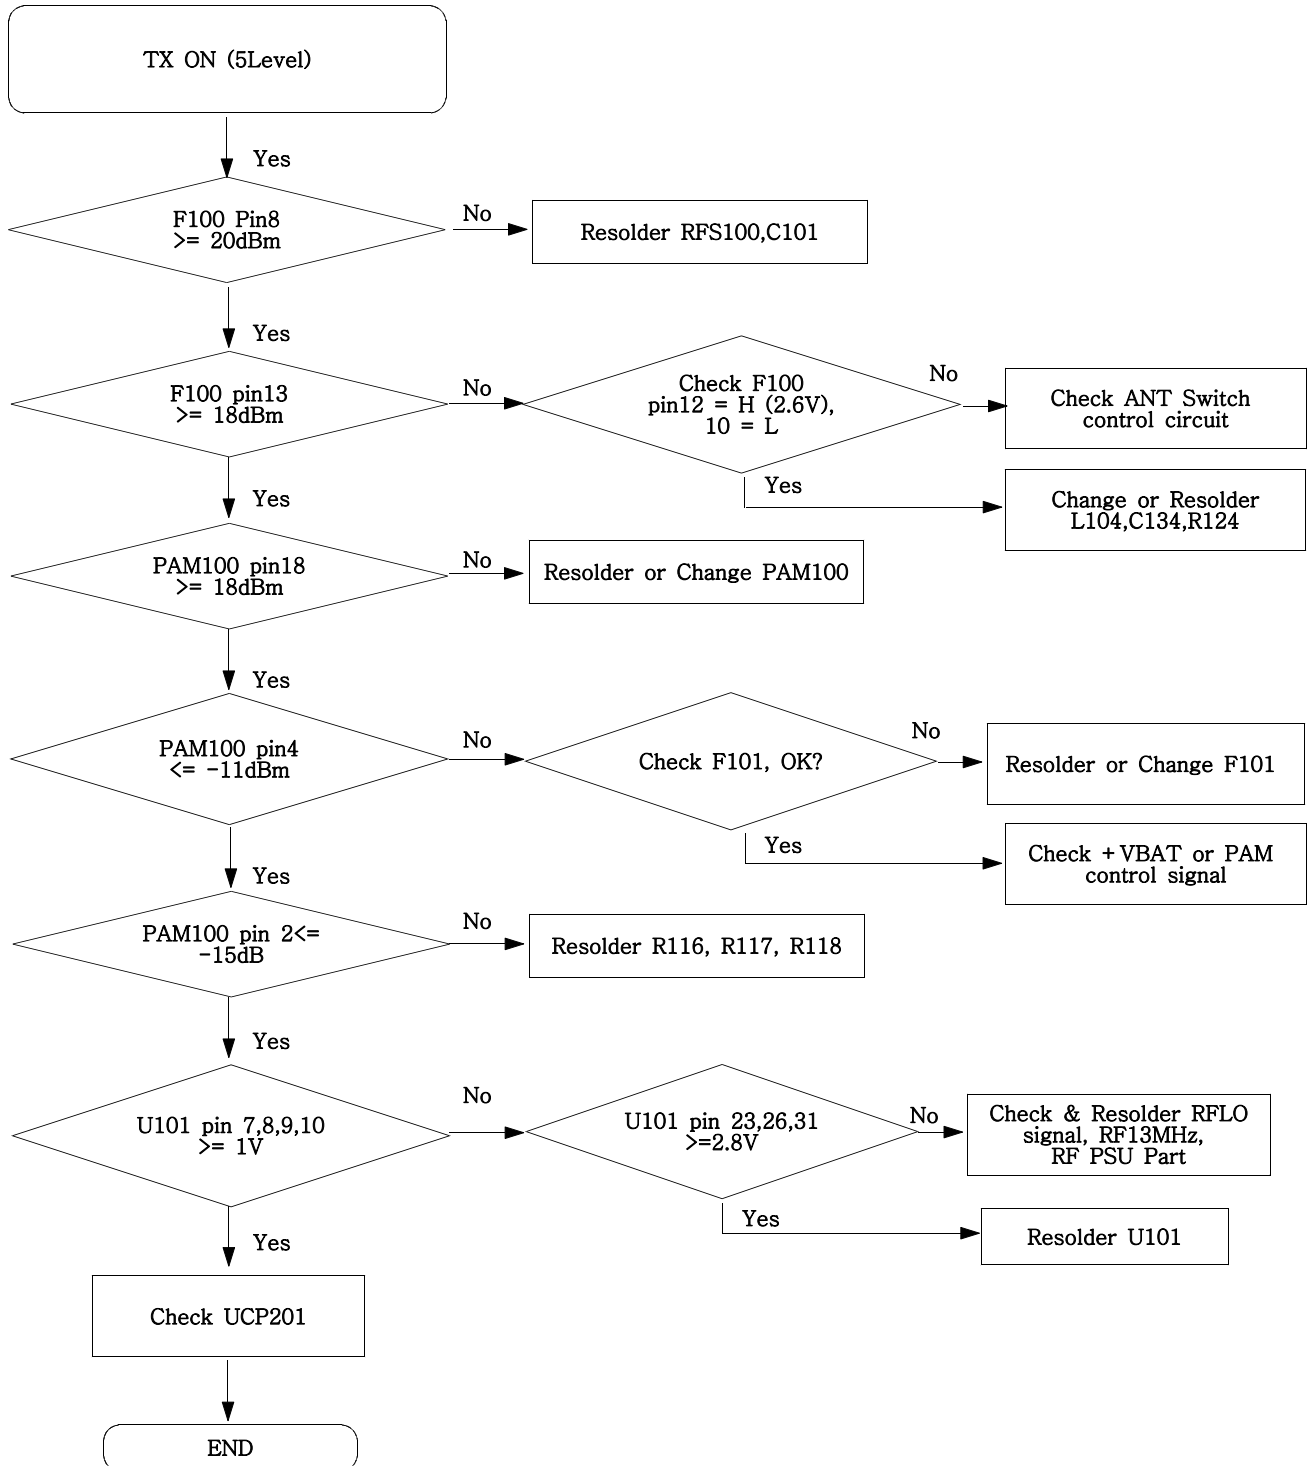 TX ON (5Level)
Yes
F100 Pin8
>= 20dBm
No
Resolder RFS100,C101
Yes
F100 pin13
>= 18dBm
No
Check F100
pin12 = H (2.6V),
10 = L
No
Check ANT Switch
control circuit
Yes
Change or Resolder
L104,C134,R124
Yes
PAM100 pin18
>= 18dBm
No
Resolder or Change PAM100
Yes
PAM100 pin4
<= -11dBm
No
Check F101, OK?
No
Resolder or Change F101
Yes
Check +VBAT or PAM
control signal
Yes
PAM100 pin 2<=
-15dB
No
Resolder R116, R117, R118
Yes
U101 pin 7,8,9,10
>= 1V
No
U101 pin 23,26,31
>=2.8V
No
Check & Resolder RFLO
signal, RF13MHz,
RF PSU Part
Yes
Resolder U101
Yes
Check UCP201
END